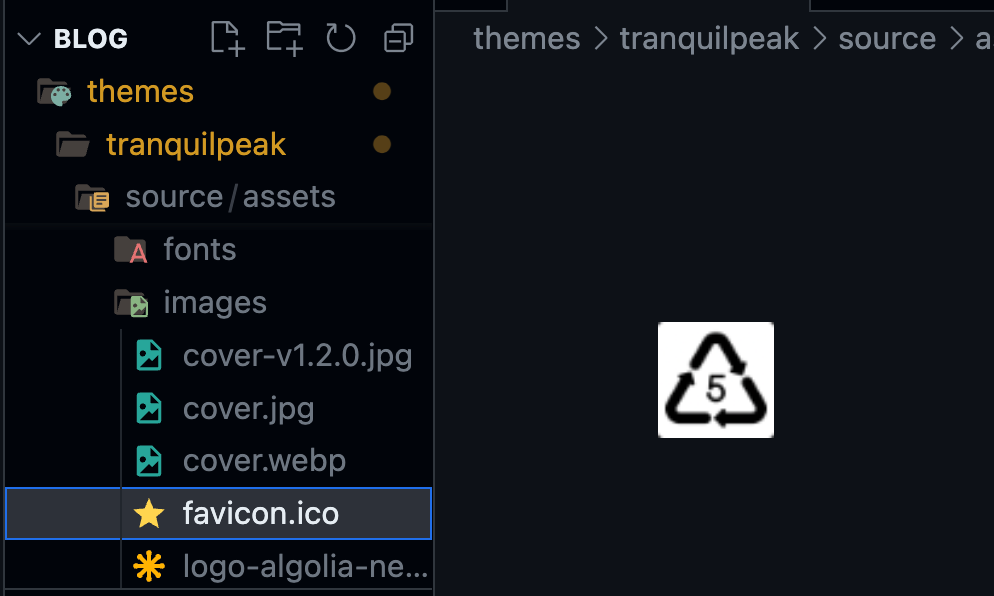 BLOG
themes > tranquilpeak > source > a
themes
tranquilpeak
source/assets
fonts
images
cover-v1.2.0.jpg
cover.jpg
cover.webp
favicon.ico
logo-algolia-ne...
5